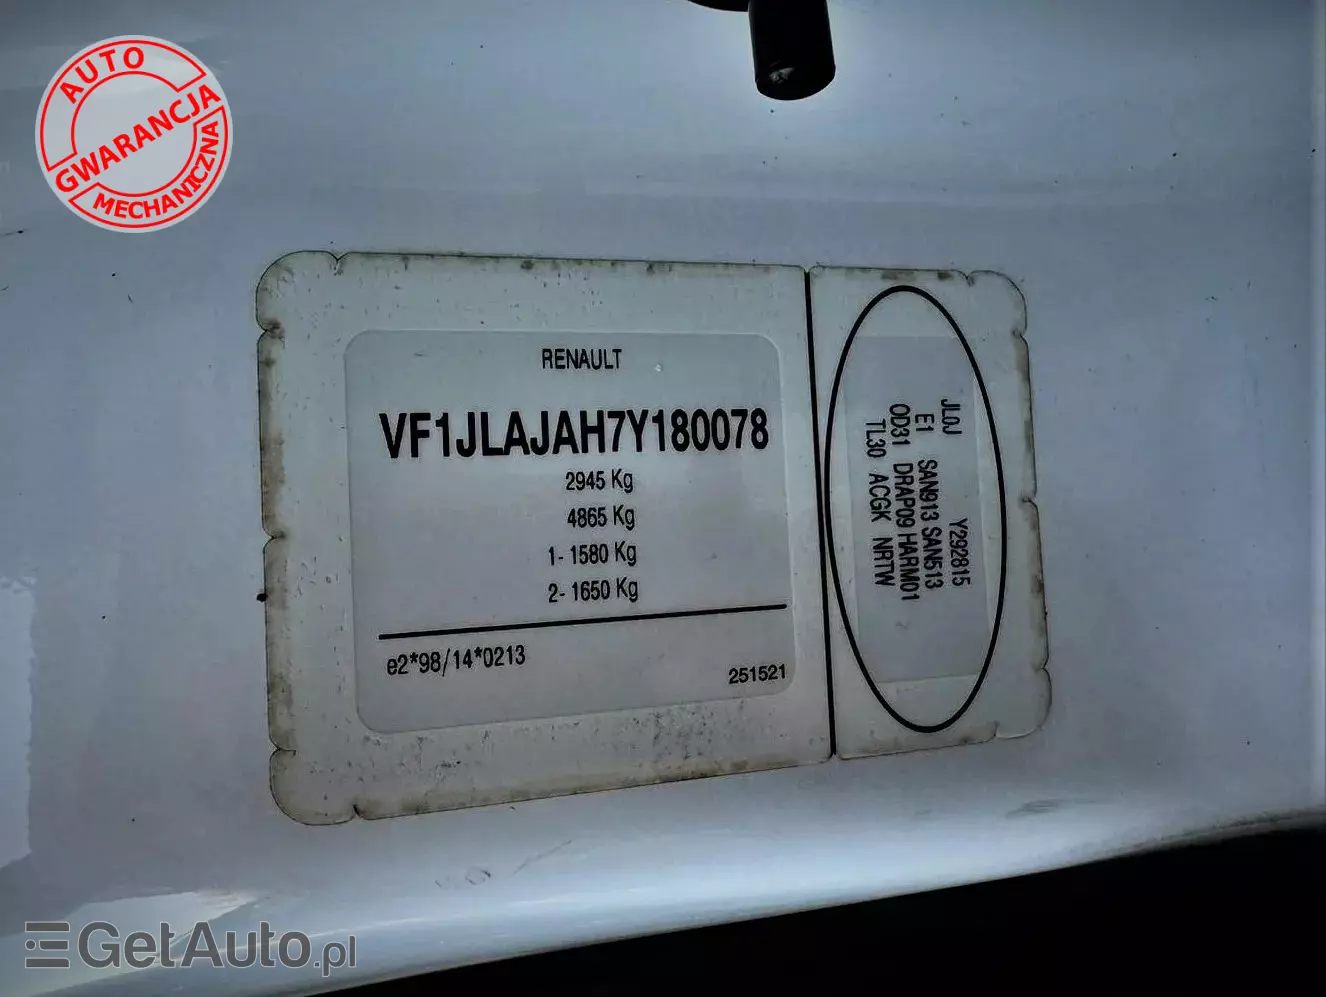 AUTO
GWARANCJA
MECHANICZNA
RENAULT
VF1JLAJAH7Y180078
2945 Kg
4865 Kg
1- 1580 Kg
2- 1650 Kg
e2*98/14*0213
251521
JL0J Y292815
E1 SAN913 SAN513
OD31 DRAP09 HARM01
TL30 ACGK NRTW
GetAuto.pl